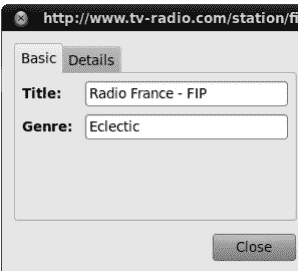 http://www.tv-radio.com/station/fi
Basic Details
Title: Radio France - FIP
Genre: Eclectic
Close